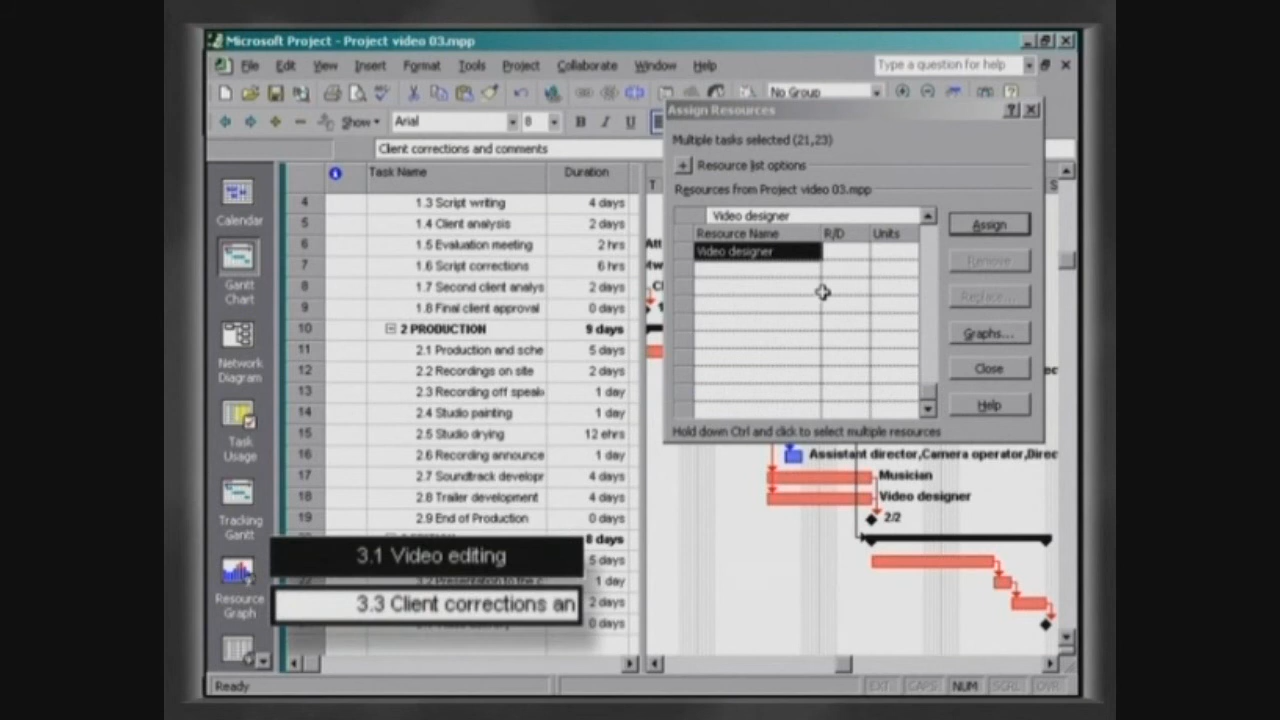 Microsoft Project - Project video 03.mpp
File Edit View Insert Format Tools Project Collaborate Window Help
Type a question for help
No Group
Show
Arial
8
B I U
Client corrections and comments
Task Name
Duration
T
S
4 1.3 Script writing 4 days
5 1.4 Client analysis 2 days
6 1.5 Evaluation meeting 2 hrs
7 1.6 Script corrections 6 hrs
8 1.7 Second client analys 2 days
9 1.8 Final client approval 0 days
10 2 PRODUCTION 9 days
11 2.1 Production and sche 5 days
12 2.2 Recordings on site 2 days
13 2.3 Recording off speak 1 day
14 2.4 Studio painting 1 day
15 2.5 Studio drying 12 ehrs
16 2.6 Recording announce 1 day
17 2.7 Soundtrack developr 4 days
18 2.8 Trailer development 4 days
19 2.9 End of Production 0 days
8 days
3.1 Video editing
5 days
1 day
3.3 Client corrections an
2 days
0 days
Calendar
Gantt
Chart
Network
Diagram
Task
Usage
Tracking
Gantt
Resource
Graph
Assign Resources
Multiple tasks selected (21,23)
Resource list options
Resources from Project video 03.mpp
Video designer
Resource Name R/D Units
Video designer
Assign
Remove
Replace...
Graphs...
Close
Help
Hold down Ctrl and click to select multiple resources
Assistant director,Camera operator,Direc
Musician
Video designer
2/2
Ready
EXT CAPS NUM SCRL OVR